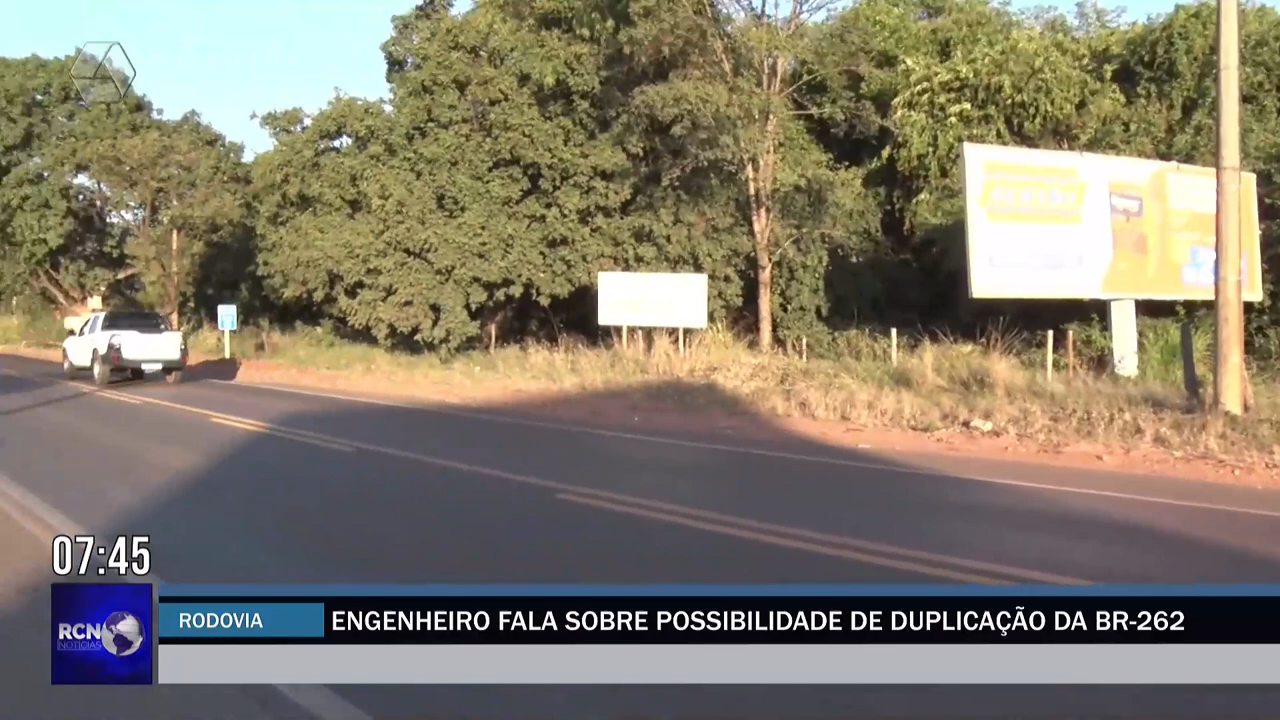 07:45
RCN
NOTÍCIAS
RODOVIA
ENGENHEIRO FALA SOBRE POSSIBILIDADE DE DUPLICAÇÃO DA BR-262